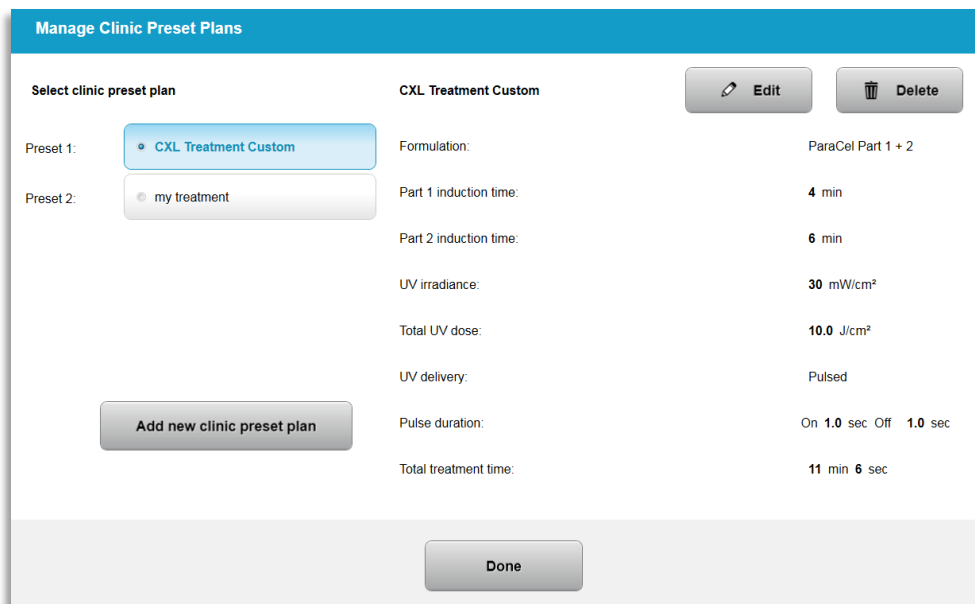 Manage Clinic Preset Plans
Select clinic preset plan
CXL Treatment Custom
Edit
Delete
Preset 1:
CXL Treatment Custom
Preset 2:
my treatment
Formulation:
ParaCel Part 1 + 2
Part 1 induction time:
4 min
Part 2 induction time:
6 min
UV irradiance:
30 mW/cm²
Total UV dose:
10.0 J/cm²
UV delivery:
Pulsed
Pulse duration:
On 1.0 sec Off 1.0 sec
Total treatment time:
11 min 6 sec
Add new clinic preset plan
Done